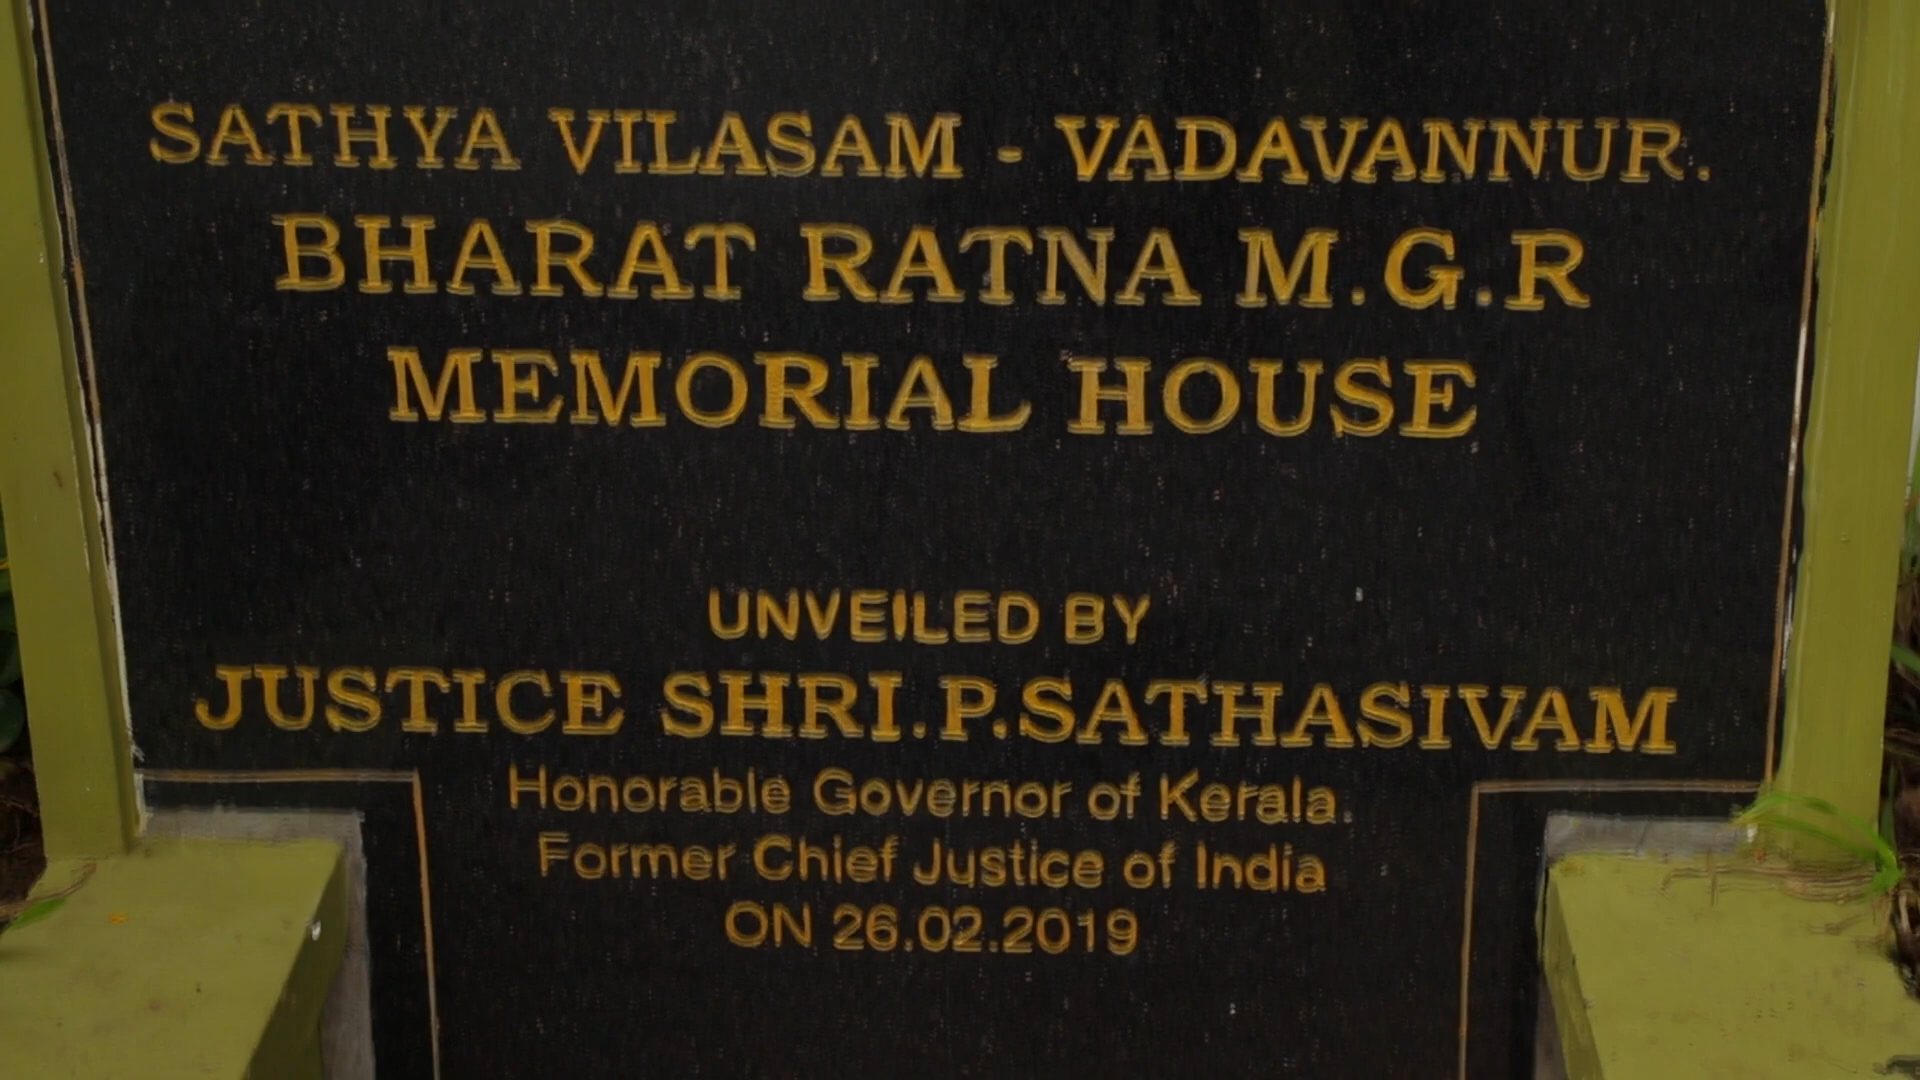 SATHYA VILASAM - VADAVANNUR.
BHARAT RATNA M.G.R
MEMORIAL HOUSE
UNVEILED BY
JUSTICE SHRI.P.SATHASIVAM
Honorable Governor of Kerala.
Former Chief Justice of India
ON 26.02.2019